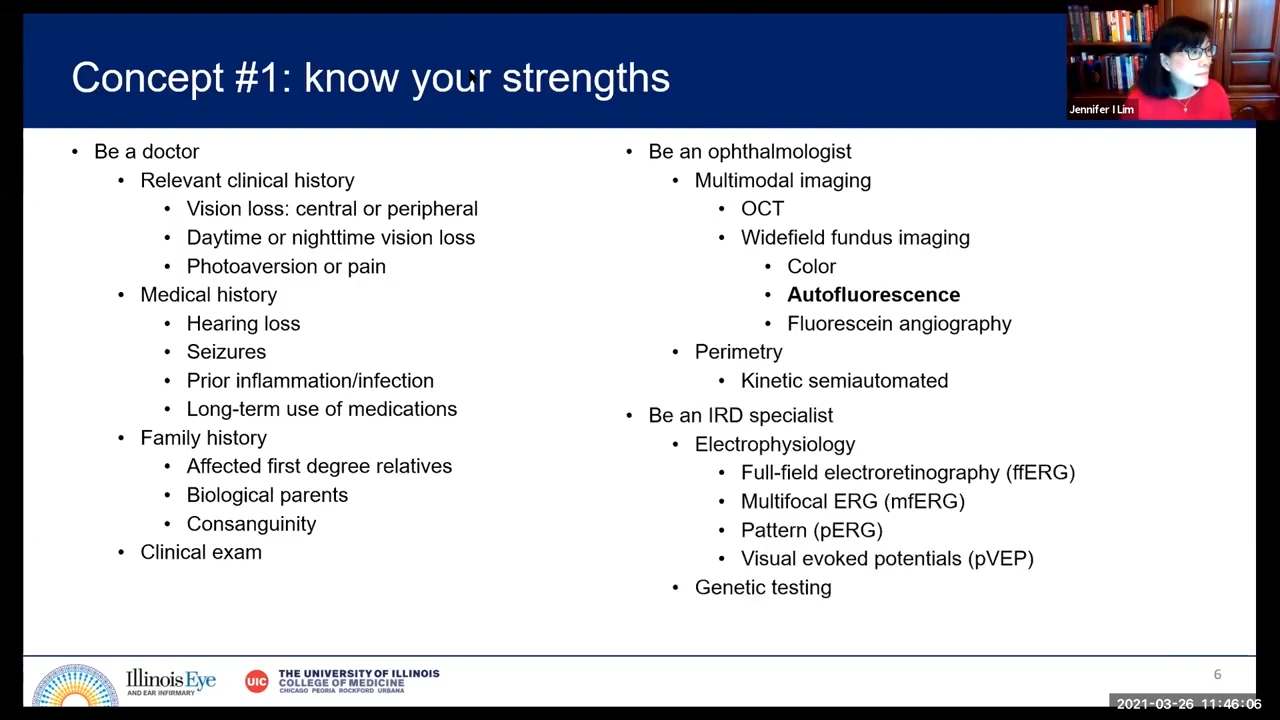 Concept #1: know your strengths
Jennifer I Lim
• Be a doctor
• Relevant clinical history
• Vision loss: central or peripheral
• Daytime or nighttime vision loss
• Photoaversion or pain
• Medical history
• Hearing loss
• Seizures
• Prior inflammation/infection
• Long-term use of medications
• Family history
• Affected first degree relatives
• Biological parents
• Consanguinity
• Clinical exam
• Be an ophthalmologist
• Multimodal imaging
• OCT
• Widefield fundus imaging
• Color
• Autofluorescence
• Fluorescein angiography
• Perimetry
• Kinetic semiautomated
• Be an IRD specialist
• Electrophysiology
• Full-field electroretinography (ffERG)
• Multifocal ERG (mfERG)
• Pattern (pERG)
• Visual evoked potentials (pVEP)
• Genetic testing
Illinois Eye
AND EAR INFIRMARY
UIC
THE UNIVERSITY OF ILLINOIS
COLLEGE OF MEDICINE
CHICAGO PEORIA ROCKFORD URBANA
6
2021-03-26 11:46:06